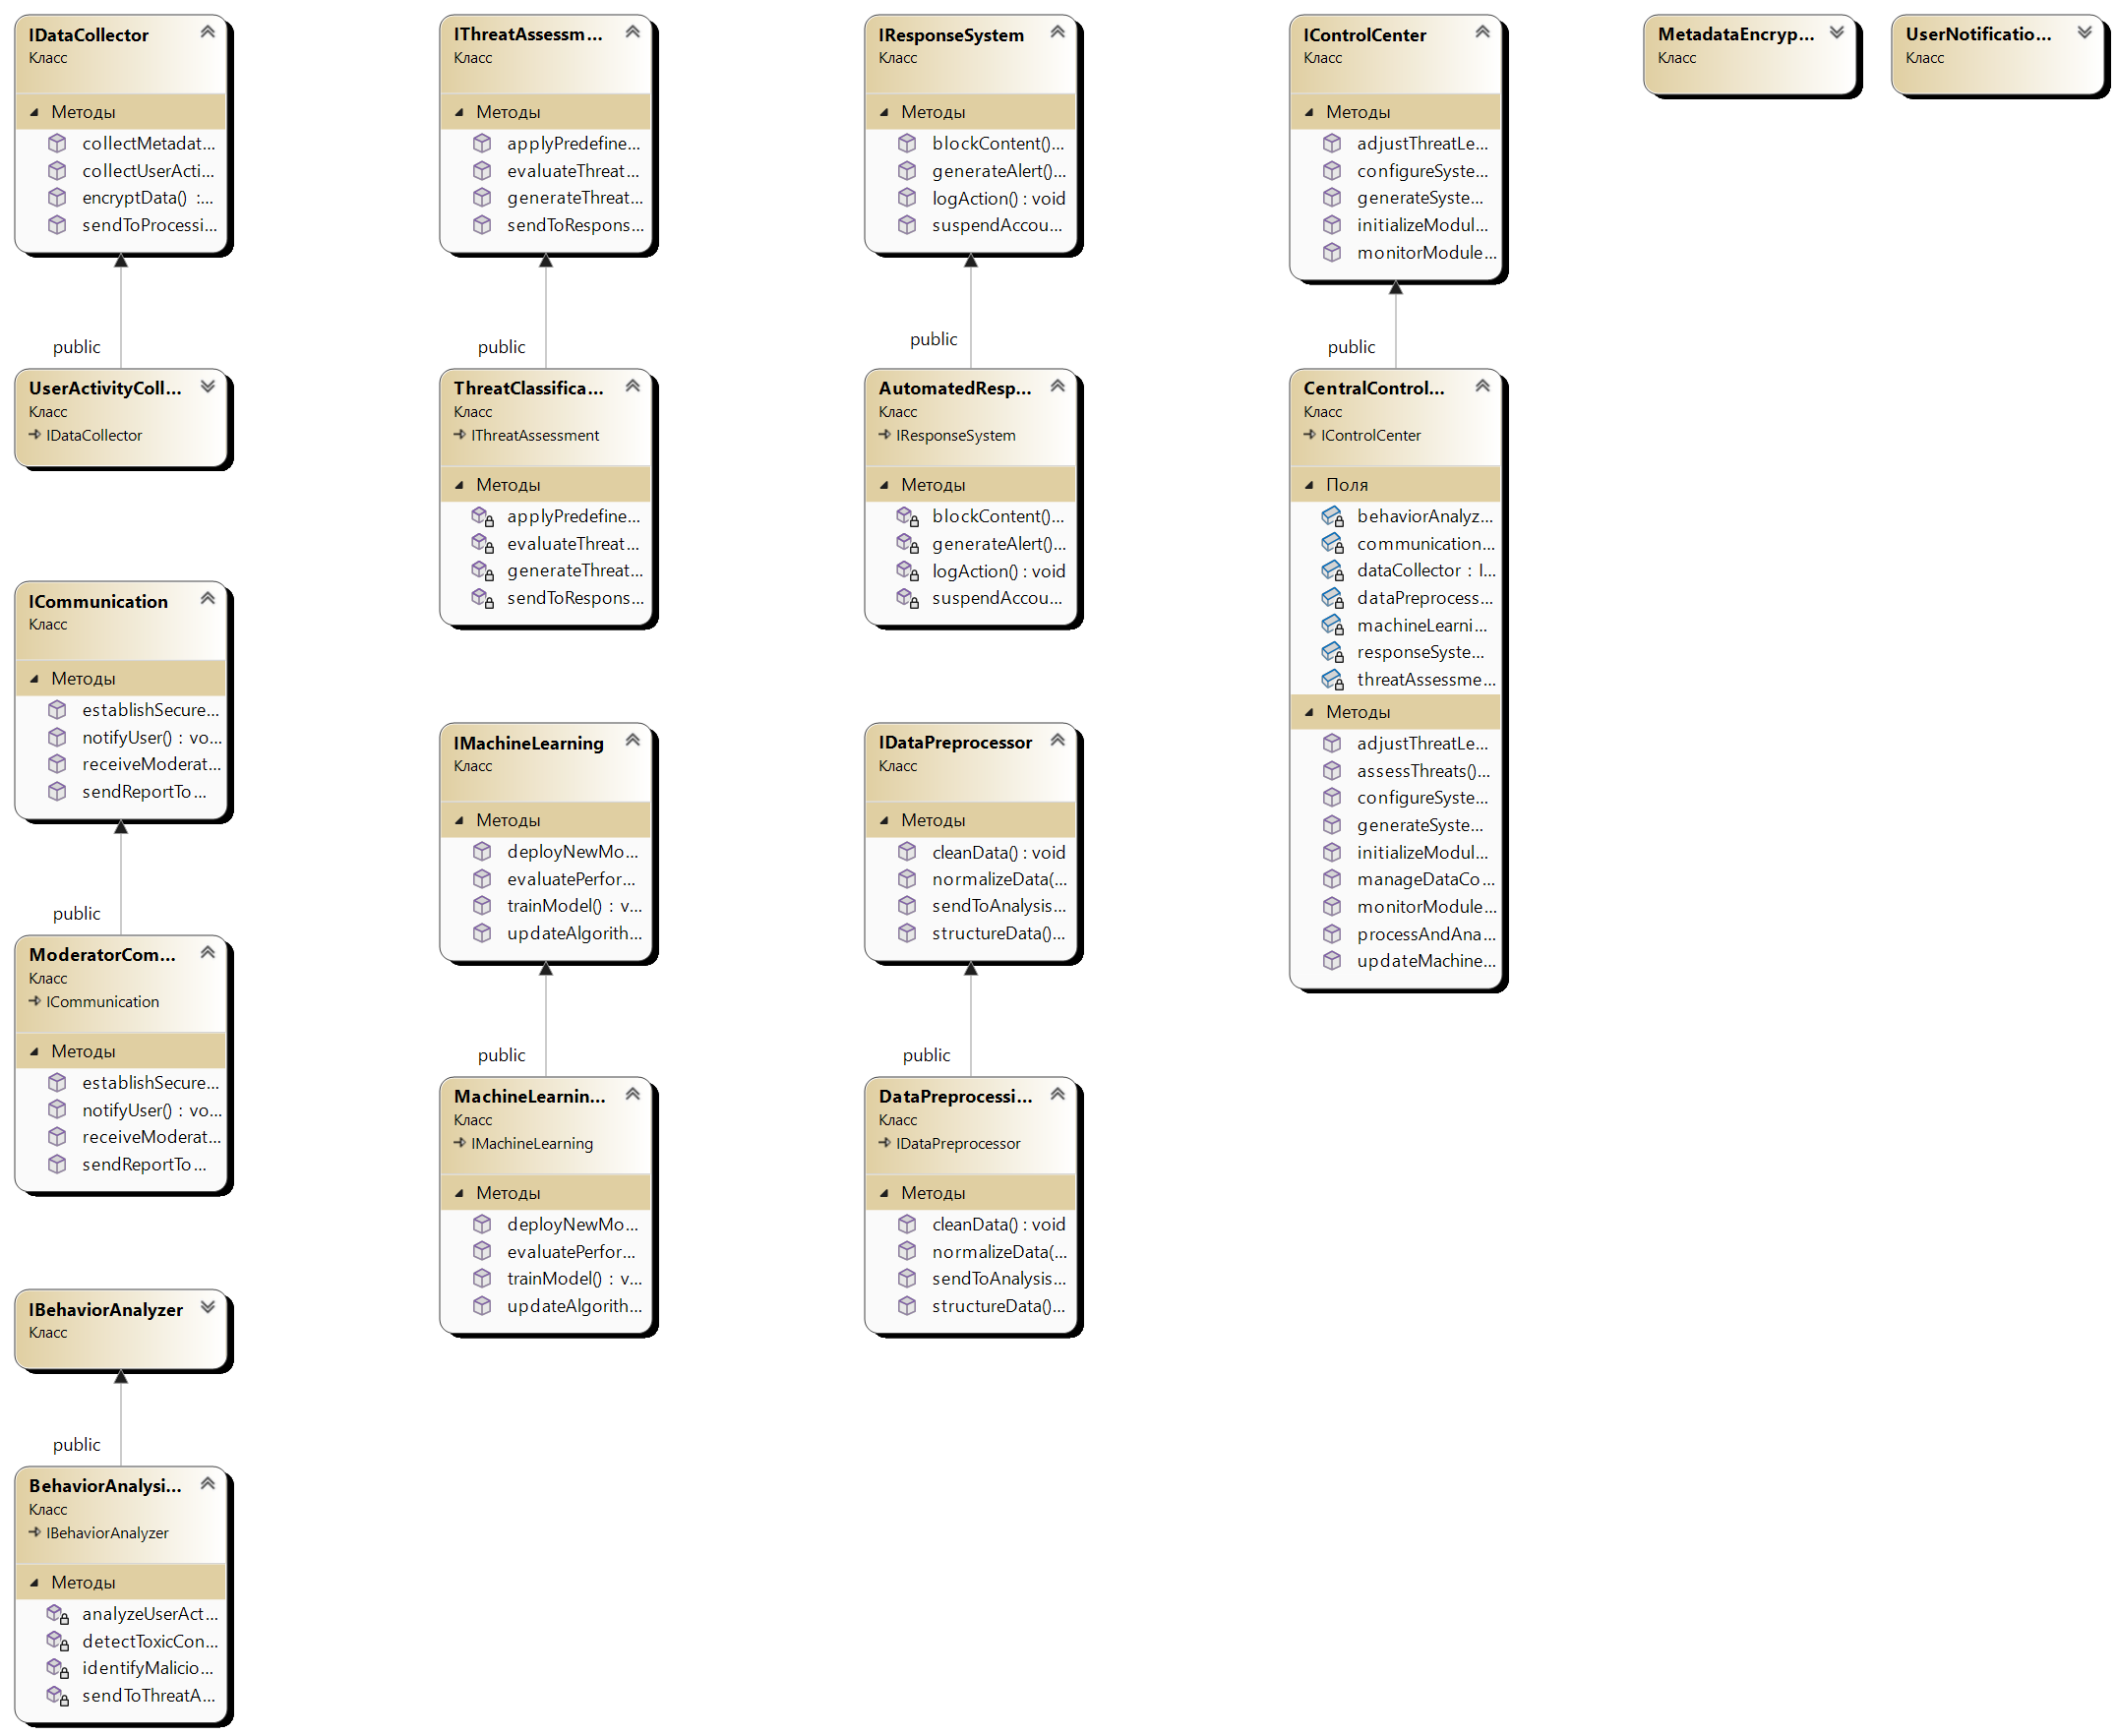 IDataCollector
Класс
Методы
collectMetadat...
collectUserActi...
encryptData() :...
sendToProcessi...
public
UserActivityColl...
Класс
IDataCollector
ICommunication
Класс
Методы
establishSecure...
notifyUser() : vo...
receiveModerat...
sendReportTo...
public
ModeratorCom...
Класс
ICommunication
Методы
establishSecure...
notifyUser() : vo...
receiveModerat...
sendReportTo...
IBehaviorAnalyzer
Класс
public
BehaviorAnalysi...
Класс
IBehaviorAnalyzer
Методы
analyzeUserAct...
detectToxicCon...
identifyMalicio...
sendToThreatA...
IThreatAssessm...
Класс
Методы
applyPredefine...
evaluateThreat...
generateThreat...
sendToRespons...
public
ThreatClassifica...
Класс
IThreatAssessment
Методы
applyPredefine...
evaluateThreat...
generateThreat...
sendToRespons...
IMachineLearning
Класс
Методы
deployNewMo...
evaluatePerfor...
trainModel() : v...
updateAlgorith...
public
MachineLearnin...
Класс
IMachineLearning
Методы
deployNewMo...
evaluatePerfor...
trainModel() : v...
updateAlgorith...
IResponseSystem
Класс
Методы
blockContent()...
generateAlert()...
logAction() : void
suspendAccou...
public
AutomatedResp...
Класс
IResponseSystem
Методы
blockContent()...
generateAlert()...
logAction() : void
suspendAccou...
IDataPreprocessor
Класс
Методы
cleanData() : void
normalizeData(...
sendToAnalysis...
structureData()...
public
DataPreprocessi...
Класс
IDataPreprocessor
Методы
cleanData() : void
normalizeData(...
sendToAnalysis...
structureData()...
IControlCenter
Класс
Методы
adjustThreatLe...
configureSyste...
generateSyste...
initializeModul...
monitorModule...
public
CentralControl...
Класс
IControlCenter
Поля
behaviorAnalyz...
communication...
dataCollector : I...
dataPreprocess...
machineLearni...
responseSyste...
threatAssessme...
Методы
adjustThreatLe...
assessThreats()...
configureSyste...
generateSyste...
initializeModul...
manageDataCo...
monitorModule...
processAndAna...
updateMachine...
MetadataEncryp...
Класс
UserNotificatio...
Класс